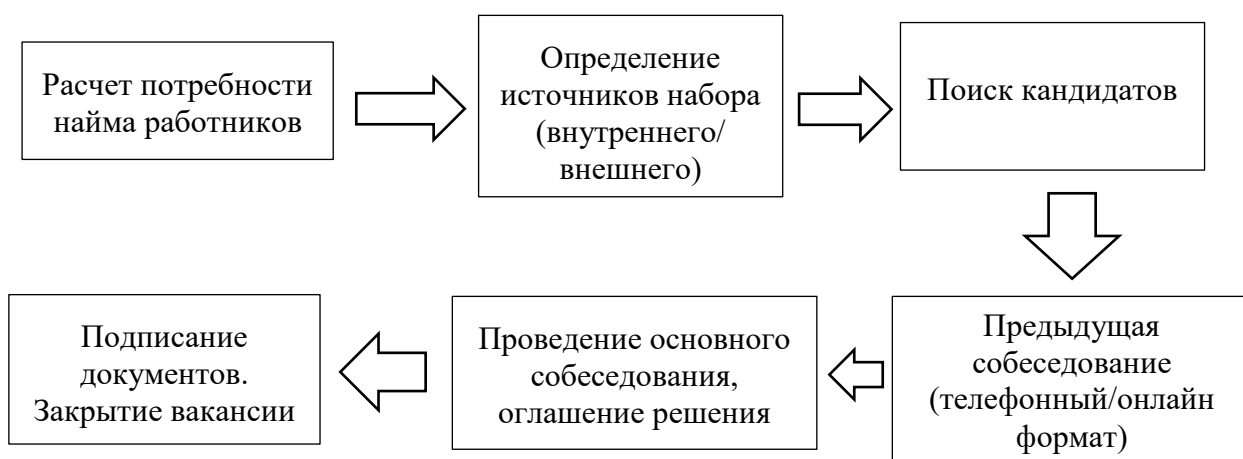 Расчет потребности
найма работников
Определение
источников набора
(внутреннего/
внешнего)
Поиск кандидатов
Предыдущая
собеседование
(телефонный/онлайн
формат)
Проведение основного
собеседования,
оглашение решения
Подписание
документов.
Закрытие вакансии